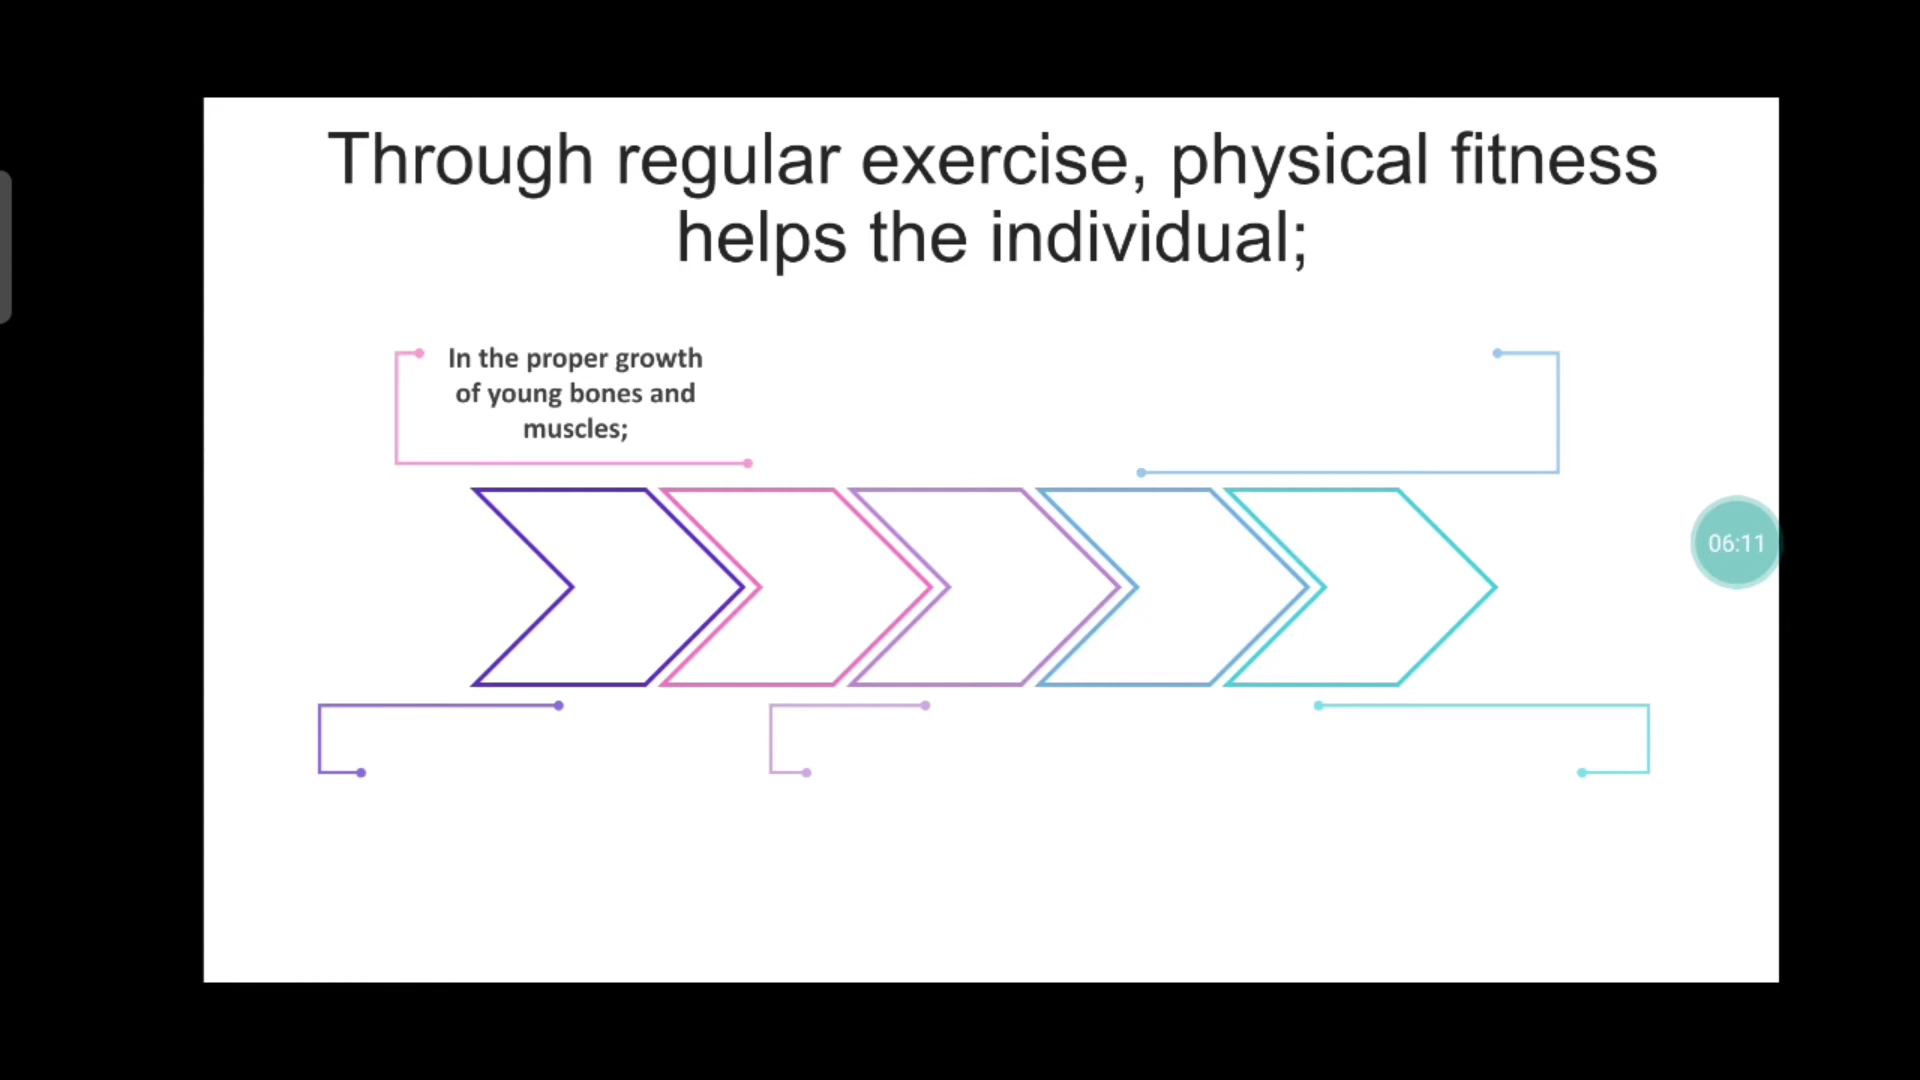 Through regular exercise, physical fitness
helps the individual;
In the proper growth
of young bones and
muscles;
06:11